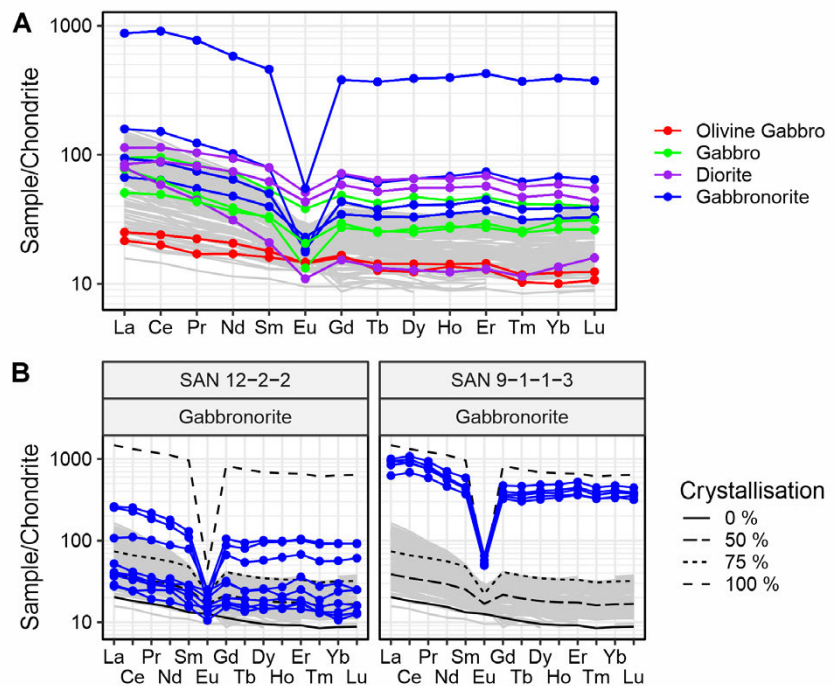 A
Sample/Chondrite
1000
100
10
La Ce Pr Nd Sm Eu Gd Tb Dy Ho Er Tm Yb Lu
Olivine Gabbro
Gabbro
Diorite
Gabbronorite
B
SAN 12−2−2
SAN 9−1−1−3
Gabbronorite
Gabbronorite
Sample/Chondrite
1000
100
10
La Pr Sm Gd Dy Er Yb
Ce Nd Eu Tb Ho Tm Lu
La Pr Sm Gd Dy Er Yb
Ce Nd Eu Tb Ho Tm Lu
Crystallisation
0 %
50 %
75 %
100 %